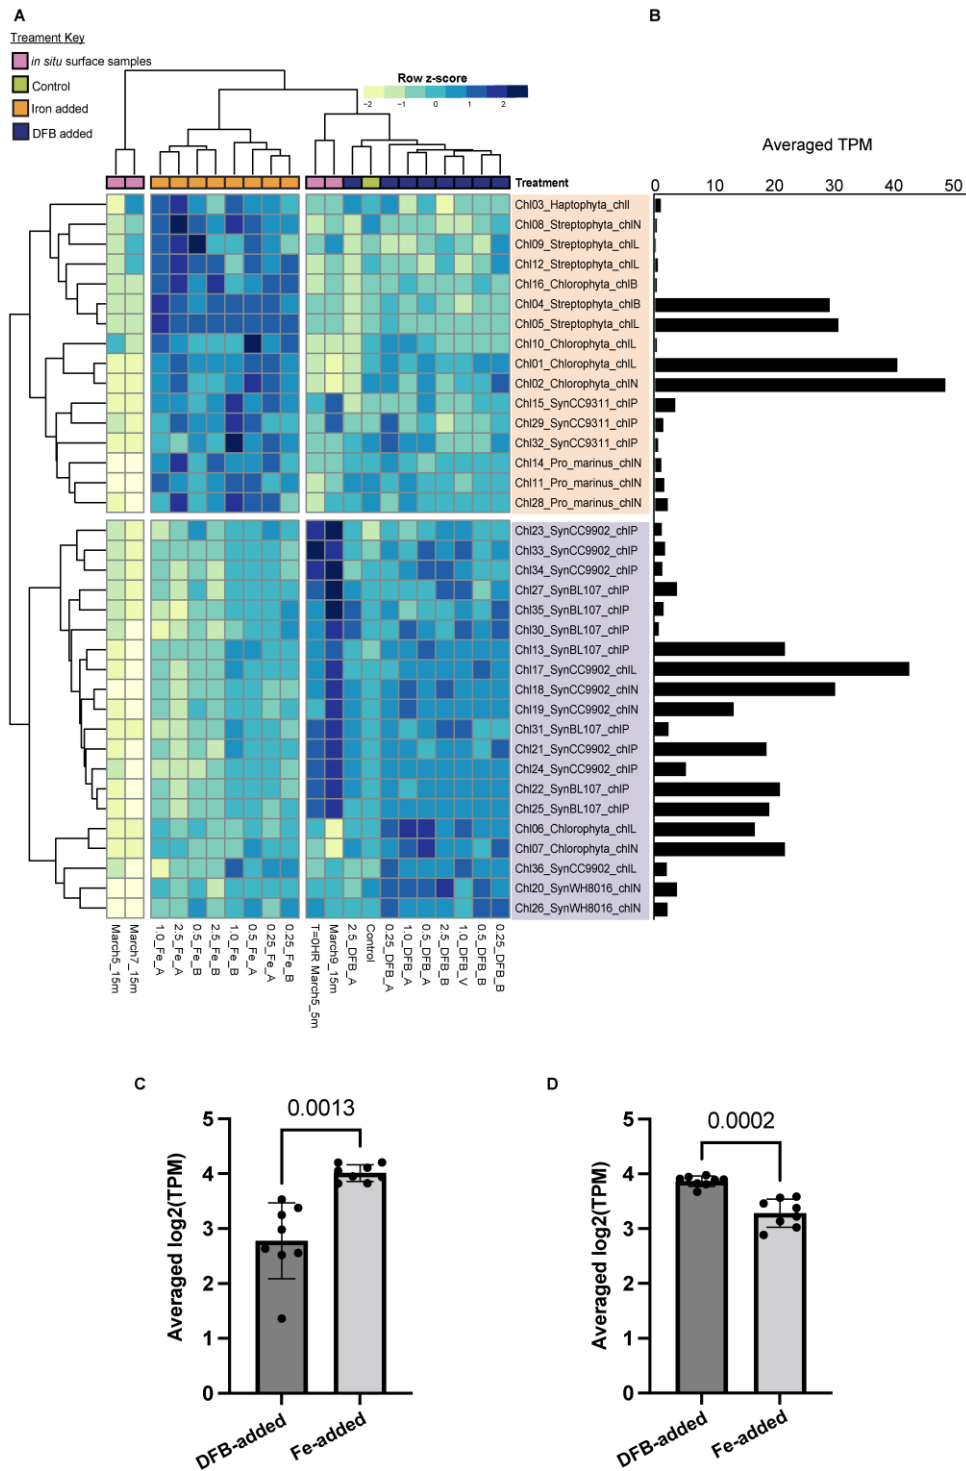 A
B
Treament Key
in situ surface samples
Control
Iron added
DFB added
Row z-score
−2 −1 0 1 2
Averaged TPM
0 10 20 30 40 50
Treatment
Chl03_Haptophyta_chlI
Chl08_Streptophyta_chlN
Chl09_Streptophyta_chlL
Chl12_Streptophyta_chlL
Chl16_Chlorophyta_chlB
Chl04_Streptophyta_chlB
Chl05_Streptophyta_chlL
Chl10_Chlorophyta_chlL
Chl01_Chlorophyta_chlL
Chl02_Chlorophyta_chlN
Chl15_SynCC9311_chlP
Chl29_SynCC9311_chlP
Chl32_SynCC9311_chlP
Chl14_Pro_marinus_chlN
Chl11_Pro_marinus_chlN
Chl28_Pro_marinus_chlN
Chl23_SynCC9902_chlP
Chl33_SynCC9902_chlP
Chl34_SynCC9902_chlP
Chl27_SynBL107_chlP
Chl35_SynBL107_chlP
Chl30_SynBL107_chlP
Chl13_SynBL107_chlP
Chl17_SynCC9902_chlL
Chl18_SynCC9902_chlN
Chl19_SynCC9902_chlN
Chl31_SynBL107_chlP
Chl21_SynCC9902_chlP
Chl24_SynCC9902_chlP
Chl22_SynBL107_chlP
Chl25_SynBL107_chlP
Chl06_Chlorophyta_chlL
Chl07_Chlorophyta_chlN
Chl36_SynCC9902_chlL
Chl20_SynWH8016_chlN
Chl26_SynWH8016_chlN
March5_15m
March7_15m
1.0_Fe_A
2.5_Fe_A
0.5_Fe_B
2.5_Fe_B
1.0_Fe_B
0.5_Fe_A
0.25_Fe_A
0.25_Fe_B
T=0HR March5_5m
March9_15m
2.5_DFB_A
Control
0.25_DFB_A
1.0_DFB_A
0.5_DFB_A
2.5_DFB_B
1.0_DFB_V
0.5_DFB_B
0.25_DFB_B
C
0.0013
Averaged log2(TPM)
5
4
3
2
1
0
DFB-added
Fe-added
D
0.0002
Averaged log2(TPM)
5
4
3
2
1
0
DFB-added
Fe-added